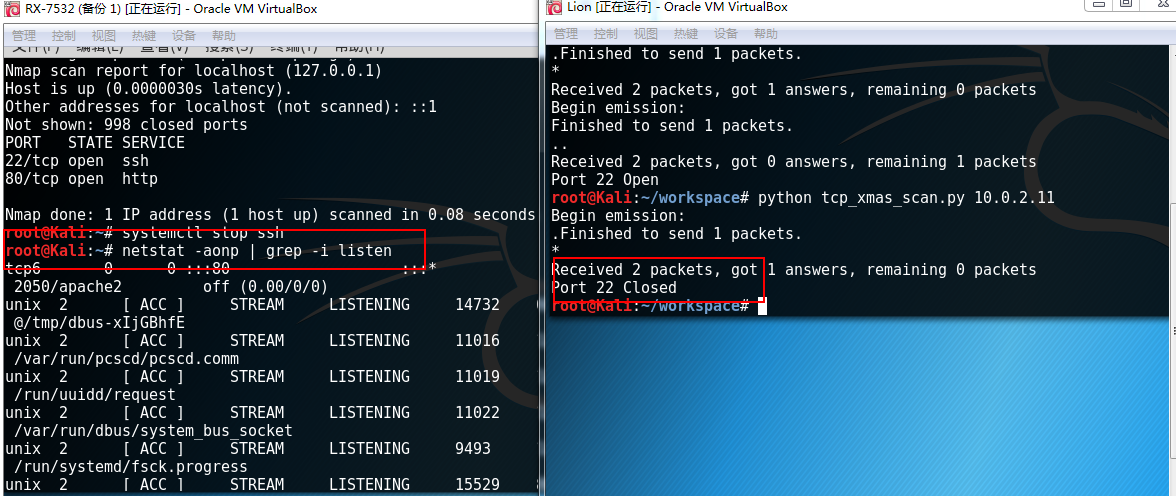 RX-7532 (备份 1) [正在运行] - Oracle VM VirtualBox
管理 控制 视图 热键 设备 帮助
文件(F) 编辑(E) 查看(V) 搜索(S) 终端(T) 帮助(H)
Nmap scan report for localhost (127.0.0.1)
Host is up (0.0000030s latency).
Other addresses for localhost (not scanned): ::1
Not shown: 998 closed ports
PORT   STATE SERVICE
22/tcp open  ssh
80/tcp open  http
Nmap done: 1 IP address (1 host up) scanned in 0.08 seconds
root@Kali:~# systemctl stop ssh
root@Kali:~# netstat -aonp | grep -i listen
tcp6       0      0 :::80                   :::*
2050/apache2         off (0.00/0/0)
unix  2      [ ACC ]     STREAM     LISTENING     14732
@/tmp/dbus-xIjGBhfE
unix  2      [ ACC ]     STREAM     LISTENING     11016
/var/run/pcscd/pcscd.comm
unix  2      [ ACC ]     STREAM     LISTENING     11019
/run/uuidd/request
unix  2      [ ACC ]     STREAM     LISTENING     11022
/var/run/dbus/system_bus_socket
unix  2      [ ACC ]     STREAM     LISTENING     9493
/run/systemd/fsck.progress
unix  2      [ ACC ]     STREAM     LISTENING     15529
Lion [正在运行] - Oracle VM VirtualBox
管理 控制 视图 热键 设备 帮助
.Finished to send 1 packets.
*
Received 2 packets, got 1 answers, remaining 0 packets
Begin emission:
Finished to send 1 packets.
..
Received 2 packets, got 0 answers, remaining 1 packets
Port 22 Open
root@Kali:~/workspace# python tcp_xmas_scan.py 10.0.2.11
Begin emission:
.Finished to send 1 packets.
*
Received 2 packets, got 1 answers, remaining 0 packets
Port 22 Closed
root@Kali:~/workspace#